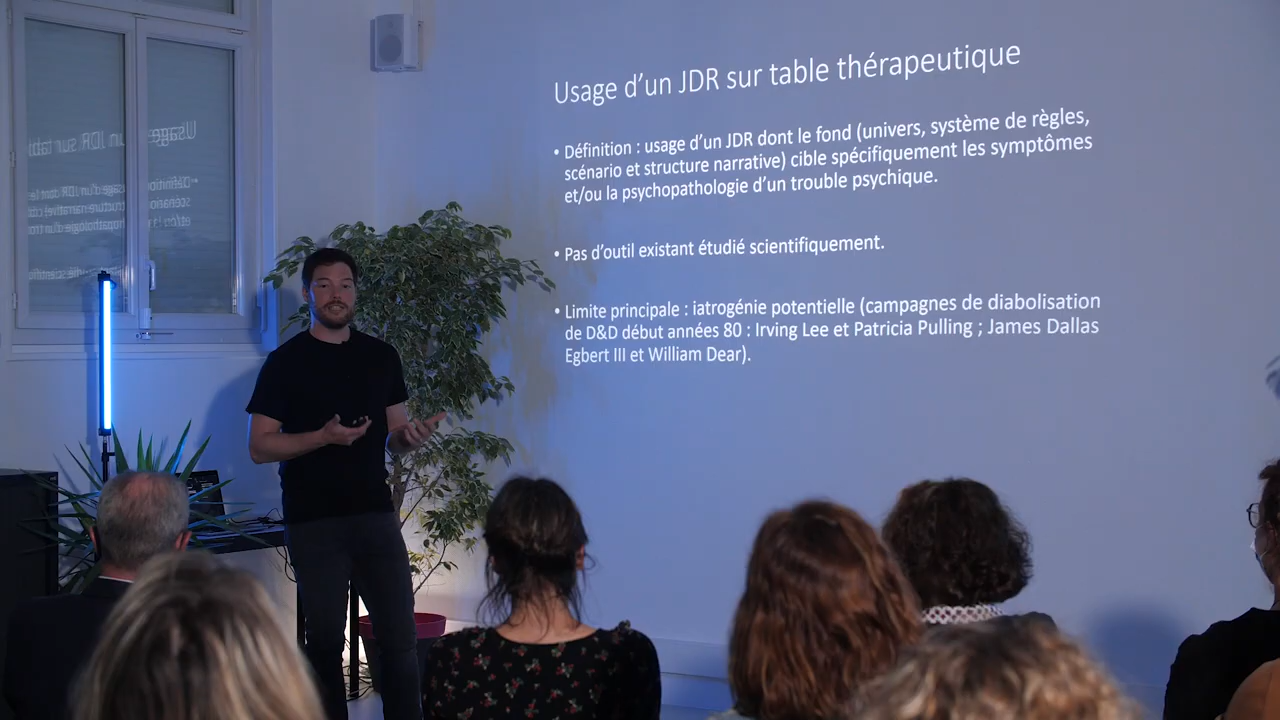 Usage d'un JDR sur table thérapeutique
• Définition : usage d'un JDR dont le fond (univers, système de règles,
scénario et structure narrative) cible spécifiquement les symptômes
et/ou la psychopathologie d'un trouble psychique.
• Pas d'outil existant étudié scientifiquement.
• Limite principale : iatrogénie potentielle (campagnes de diabolisation
de D&D début années 80 : Irving Lee et Patricia Pulling ; James Dallas
Egbert III et William Dear).